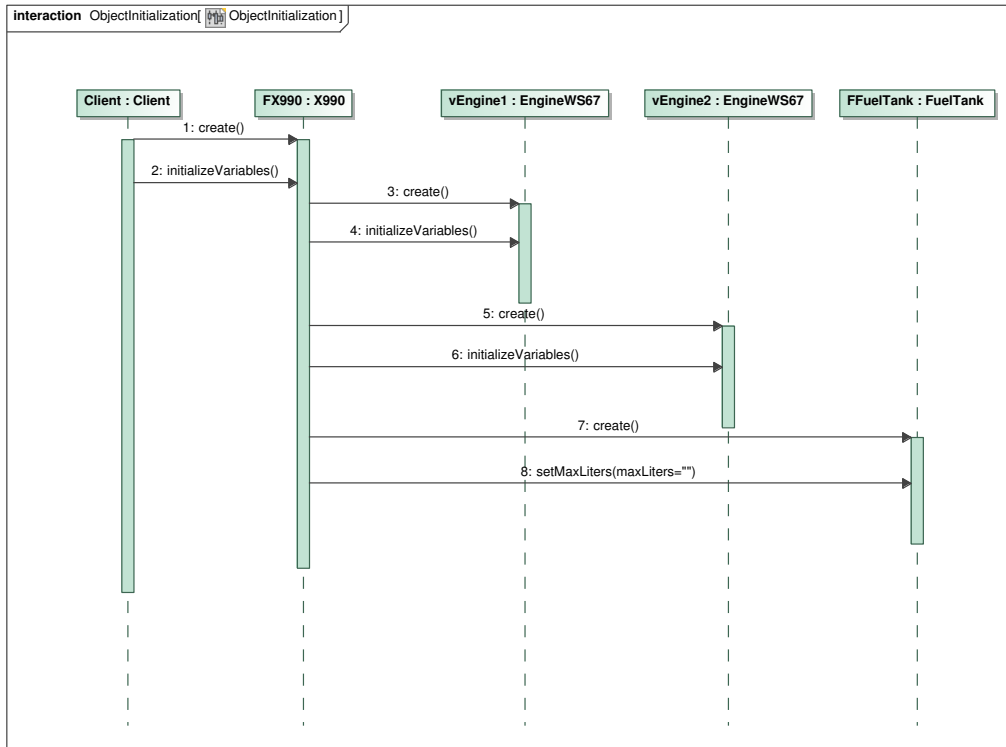 interaction ObjectInitialization[ ObjectInitialization ]
Client : Client
FX990 : X990
vEngine1 : EngineWS67
vEngine2 : EngineWS67
FFuelTank : FuelTank
1: create()
2: initializeVariables()
3: create()
4: initializeVariables()
5: create()
6: initializeVariables()
7: create()
8: setMaxLiters(maxLiters="")